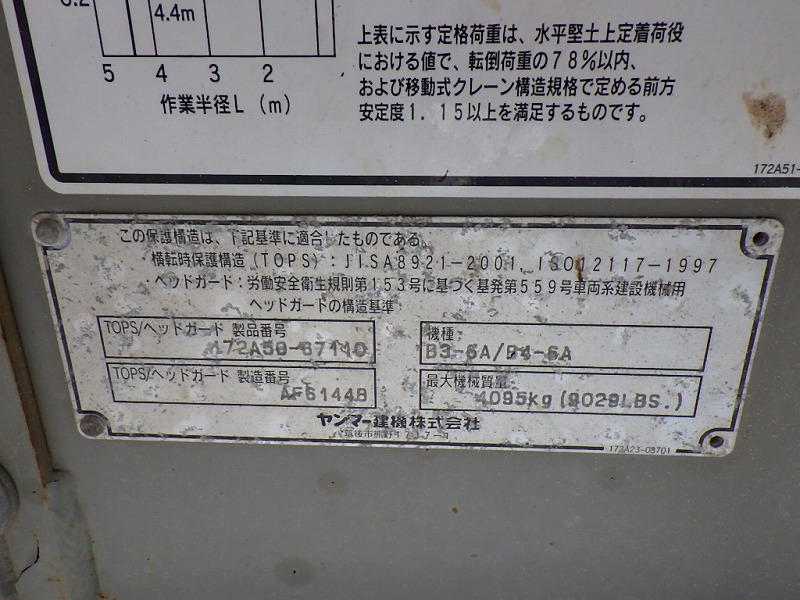 4.4m
5 4 3 2
作業半径L (m)
上表に示す定格荷重は、水平堅土上定着荷役
における値で、転倒荷重の78%以内、
および移動式クレーン構造規格で定める前方
安定度1.15以上を満足するものです。
172A51-
この保護構造は、下記基準に適合したものである。
横転時保護構造(TOPS):JISA8921-2001, ISO12117-1997
ヘッドガード:労働安全衛生規則第153号に基づく基発第559号車両系建設機械用
ヘッドガードの構造基準
TOPS/ヘッドガード 製品番号
172A50-67110
機種
B3-6A/B4-6A
TOPS/ヘッドガード 製造番号
AF6144B
最大機械質量
4095kg(9029LBS.)
ヤンマー建機株式会社
172A23-03701